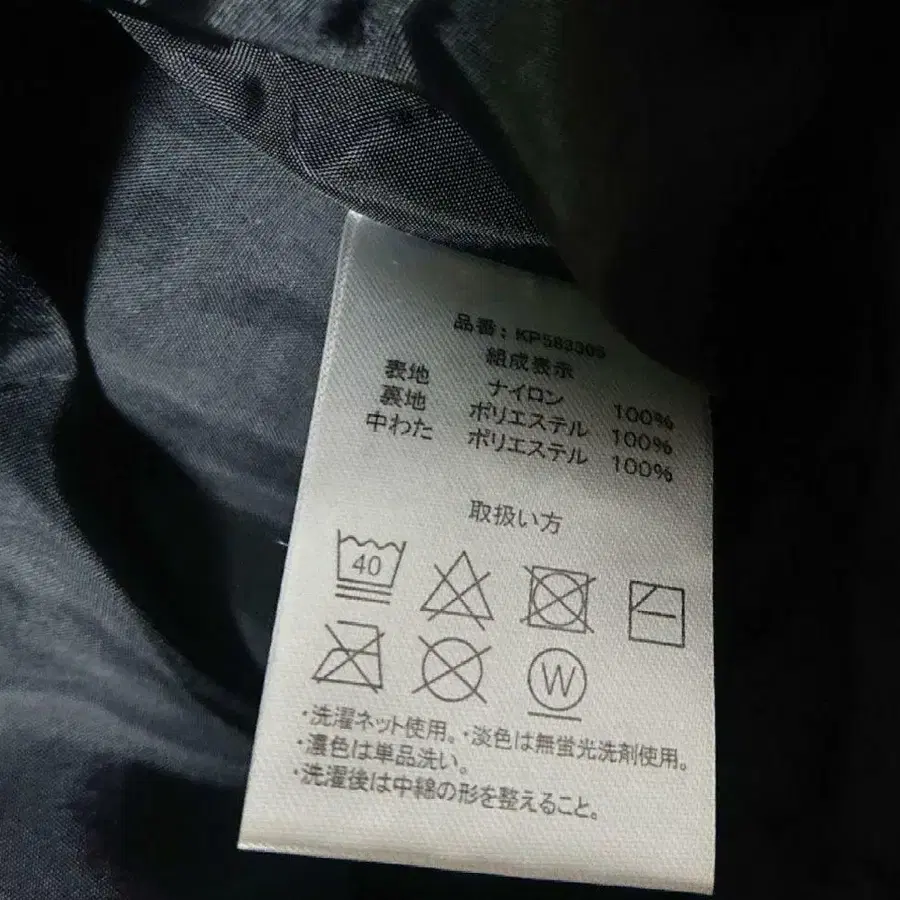 品番: KP583305
組成表示
表地 ナイロン 100%
裏地 ポリエステル 100%
中わた ポリエステル 100%
取扱い方
40
W
・洗濯ネット使用。・淡色は無蛍光洗剤使用。
・濃色は単品洗い。
・洗濯後は中綿の形を整えること。